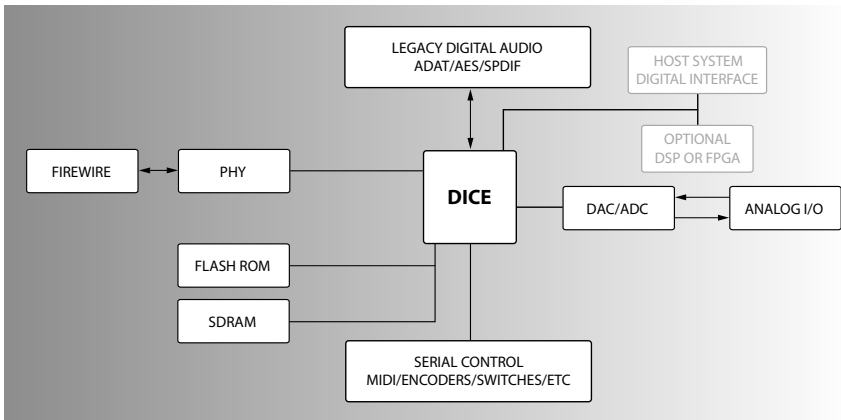 LEGACY DIGITAL AUDIO
ADAT/AES/SPDIF
HOST SYSTEM
DIGITAL INTERFACE
OPTIONAL
DSP OR FPGA
FIREWIRE
PHY
DICE
DAC/ADC
ANALOG I/O
FLASH ROM
SDRAM
SERIAL CONTROL
MIDI/ENCODERS/SWITCHES/ETC